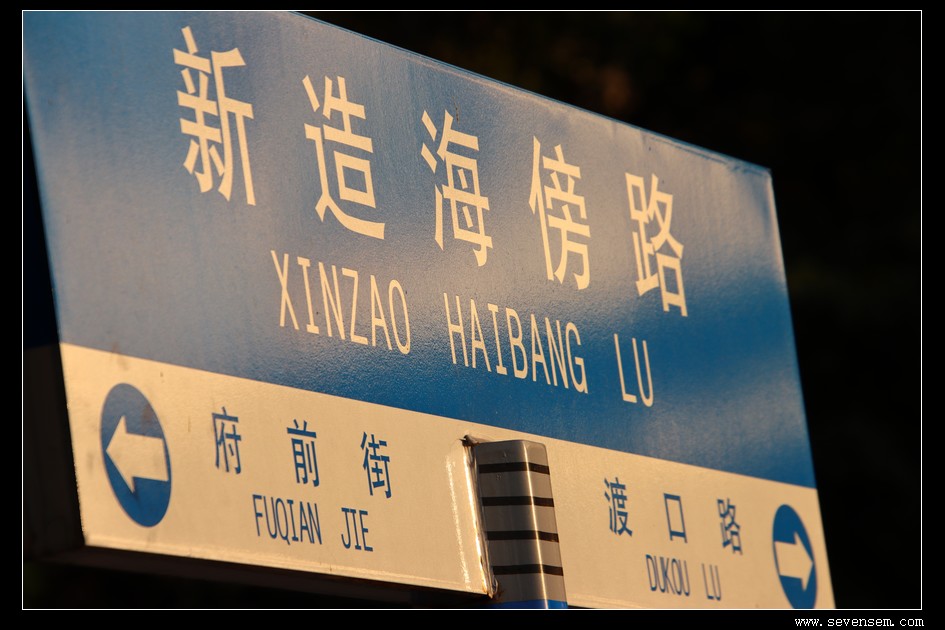 新造海傍路
XINZAO HAIBANG LU
府前街
FUQIAN JIE
渡口路
DUKOU LU
www.sevensem.com